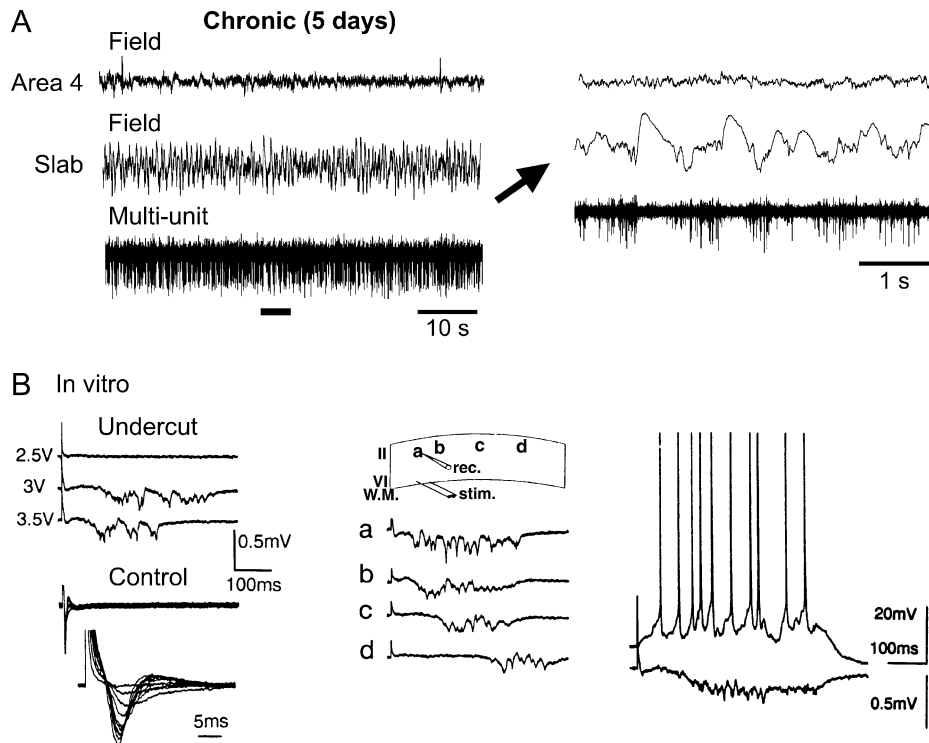 A
Chronic (5 days)
Field
Area 4
Field
Slab
Multi-unit
10 s
1 s
B In vitro
Undercut
2.5V
3V
3.5V
0.5mV
100ms
Control
5ms
II
VI
W.M.
a b c d
rec.
stim.
a
b
c
d
20mV
100ms
0.5mV